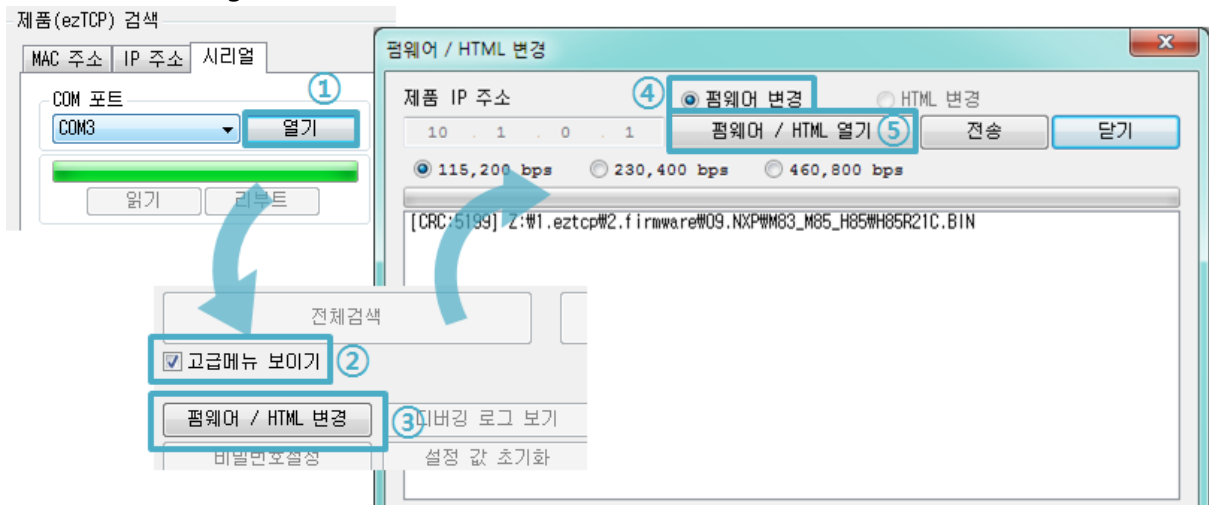 제품(ezTCP) 검색
MAC 주소 IP 주소 시리얼
COM 포트
①
COM3 열기
읽기 리부트
펌웨어 / HTML 변경
제품 IP 주소 ④ 펌웨어 변경 HTML 변경
10 . 1 . 0 . 1 펌웨어 / HTML 열기 ⑤ 전송 닫기
115,200 bps 230,400 bps 460,800 bps
[CRC:5199] Z:₩1.eztcp₩2.firmware₩09.NXP₩M83_M85_H85₩H85R21C.BIN
전체검색
고급메뉴 보이기 ②
펌웨어 / HTML 변경 ③ 디버깅 로그 보기
비밀번호설정 설정 값 초기화